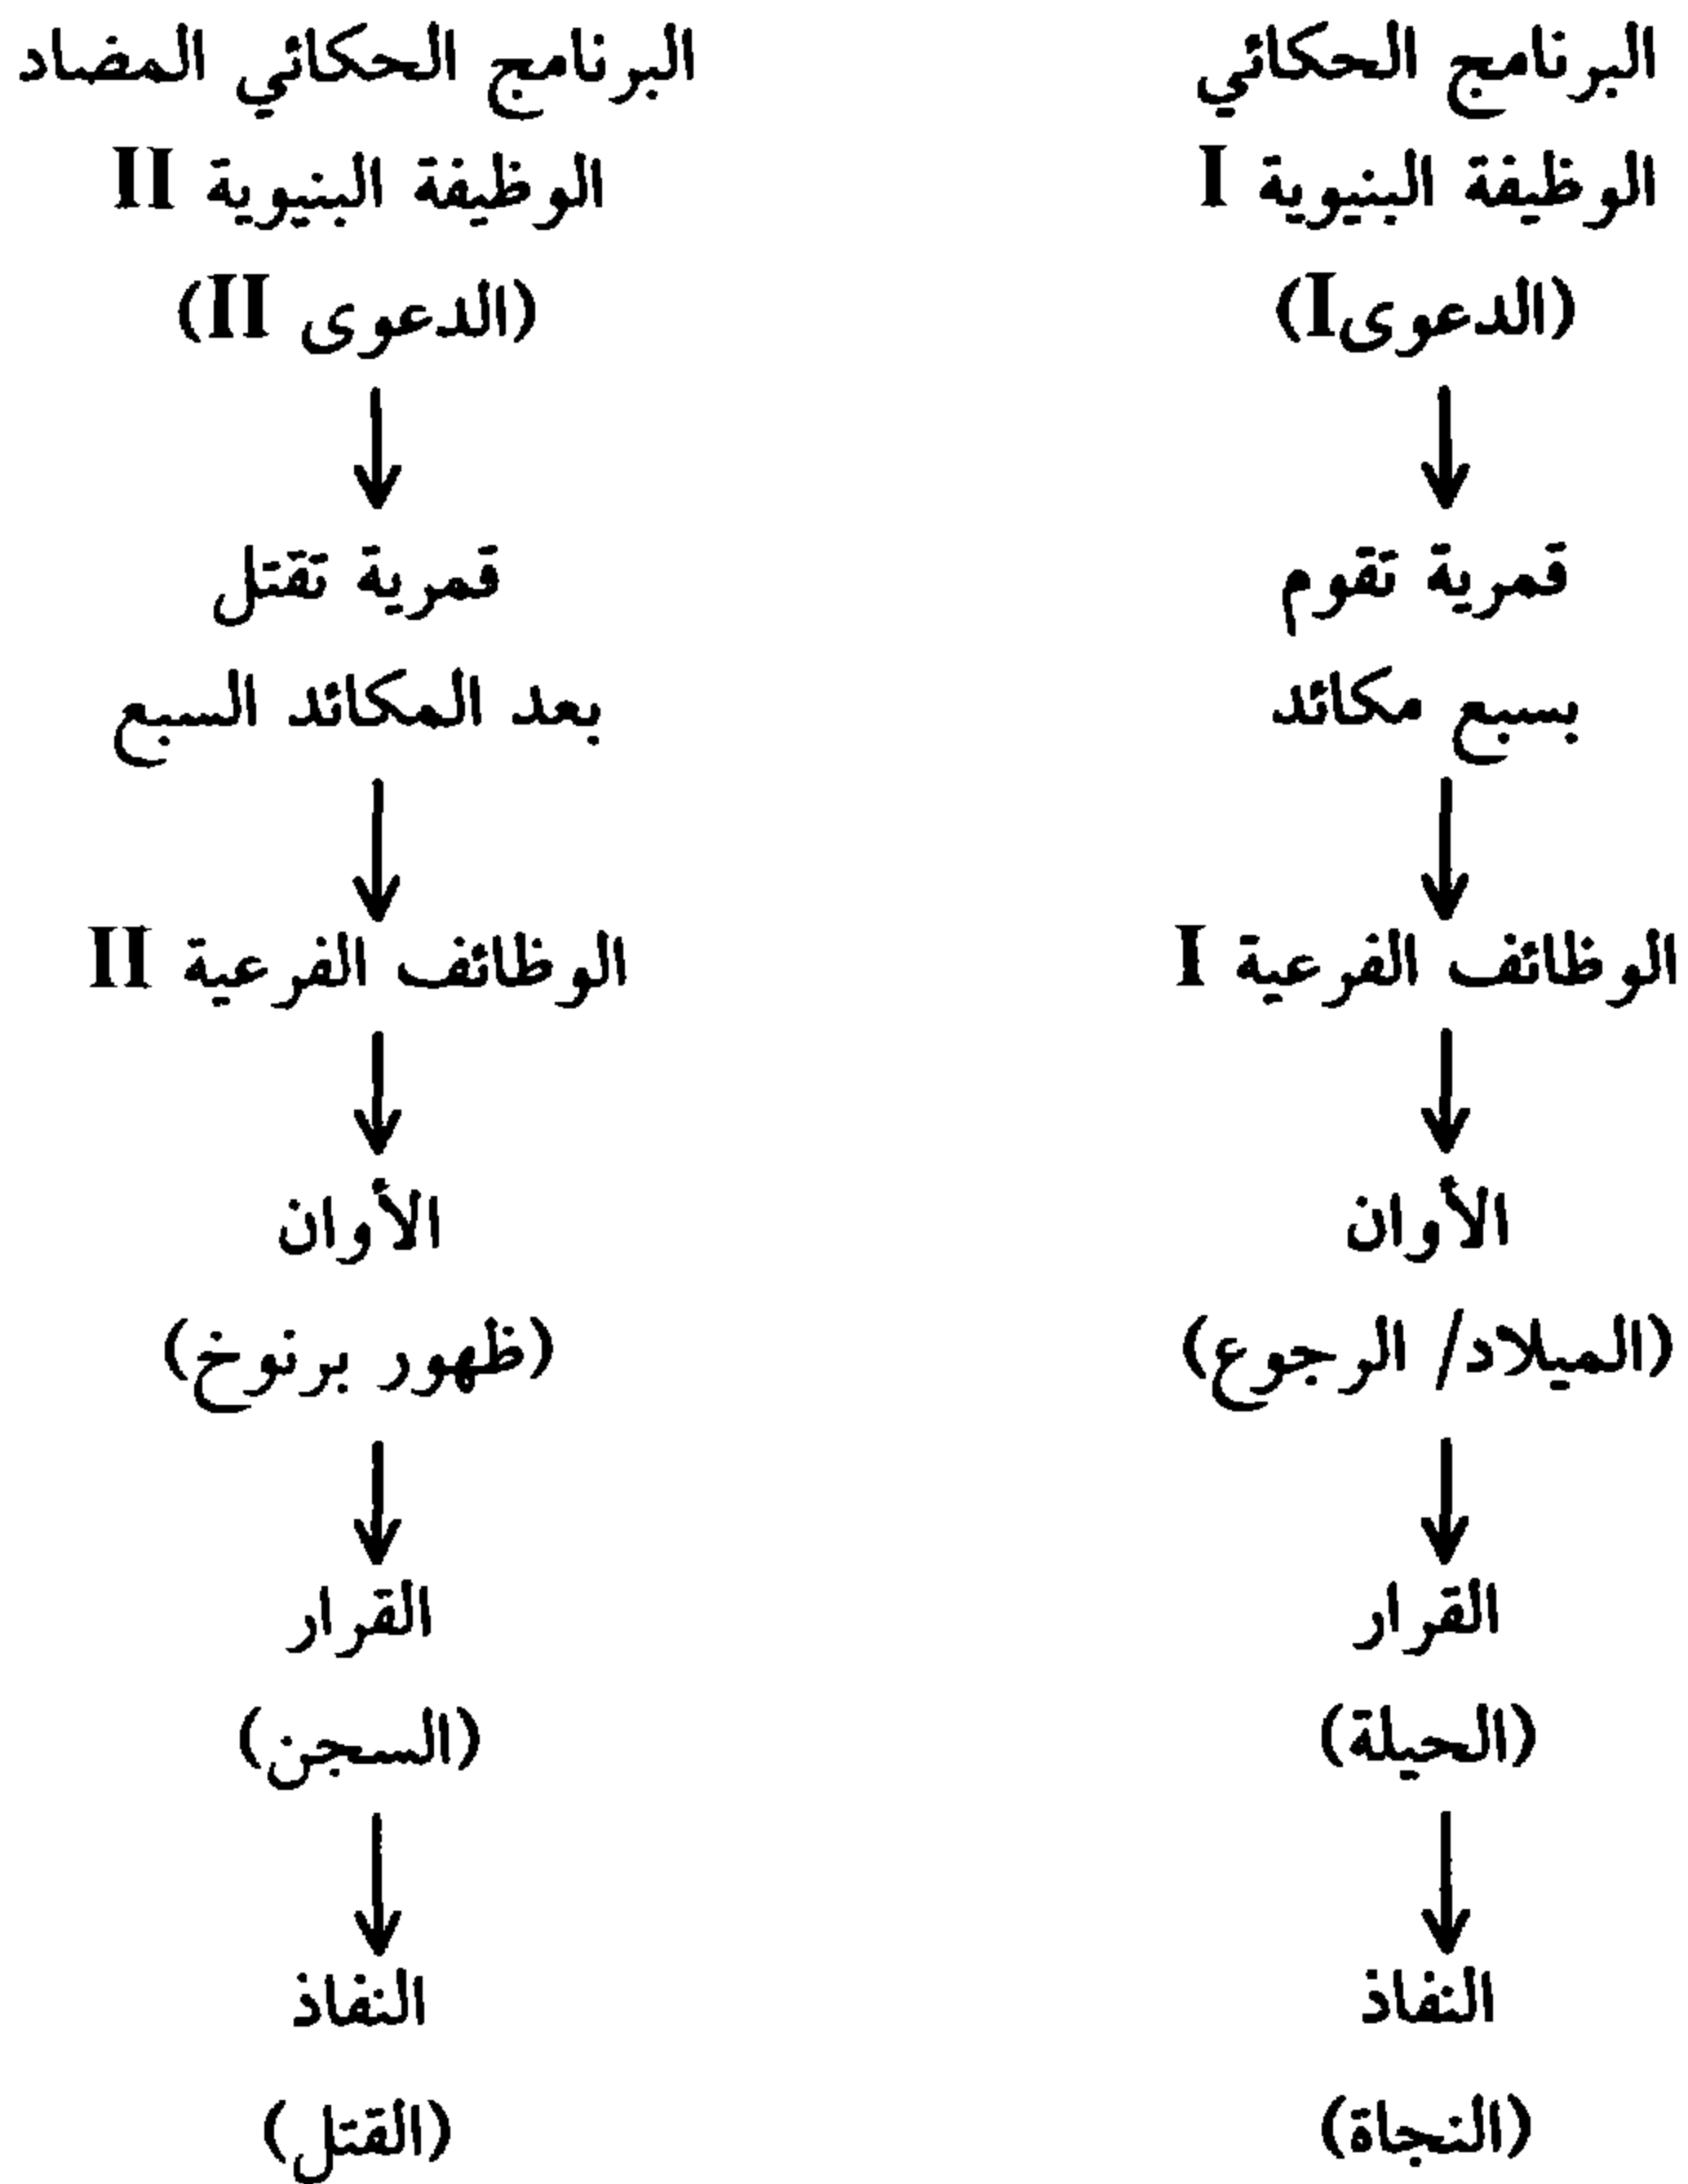 البرنامج الحكائي
الوظيفة البنيوية I
(الدعوىI)
قمرية تقوم
بسبع مكائد
الوظائف الفرعية I
الأوان
(الميلاد/ الرجوع)
القرار
(الحيلة)
النفاذ
(النجاة)
البرنامج الحكائي المضاد
الوظيفة البنيوية II
(الدعوى II)
قمرية تقتل
بعد المكائد السبع
الوظائف الفرعية II
الأوان
(ظهور برنوخ)
القرار
(السجن)
النفاذ
(القتل)